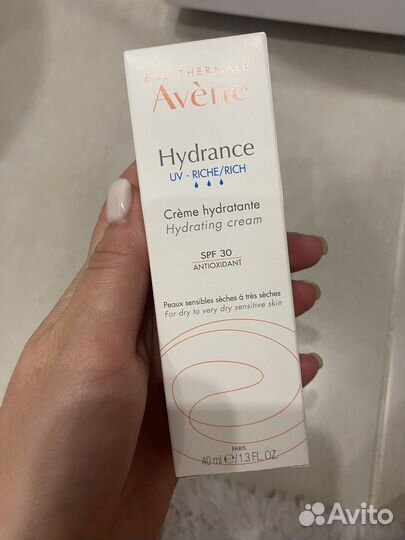 EAU THERMALE
Avène
Hydrance
UV - RICHE/RICH
Crème hydratante
Hydrating cream
SPF 30
ANTIOXIDANT
Peaux sensibles sèches à très sèches
For dry to very dry sensitive skin
PARIS
40 ml ℮/1.3 FL.OZ.
Avito